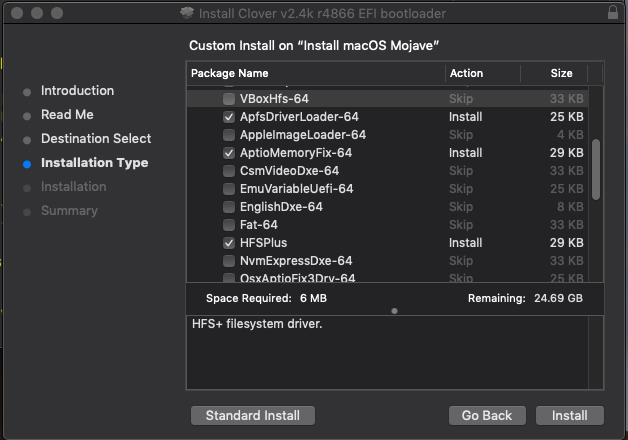 Install Clover v2.4k r4866 EFI bootloader
Custom Install on “Install macOS Mojave”
Introduction
Read Me
Destination Select
Installation Type
Installation
Summary
Package Name Action Size
VBoxHfs-64 Skip 33 KB
ApfsDriverLoader-64 Install 25 KB
AppleImageLoader-64 Skip 4 KB
AptioMemoryFix-64 Install 29 KB
CsmVideoDxe-64 Skip 33 KB
EmuVariableUefi-64 Skip 25 KB
EnglishDxe-64 Skip 8 KB
Fat-64 Skip 33 KB
HFSPlus Install 29 KB
NvmExpressDxe-64 Skip 33 KB
OsxAptioFix3Drv-64 Skip 25 KB
Space Required: 6 MB Remaining: 24.69 GB
HFS+ filesystem driver.
Standard Install Go Back Install